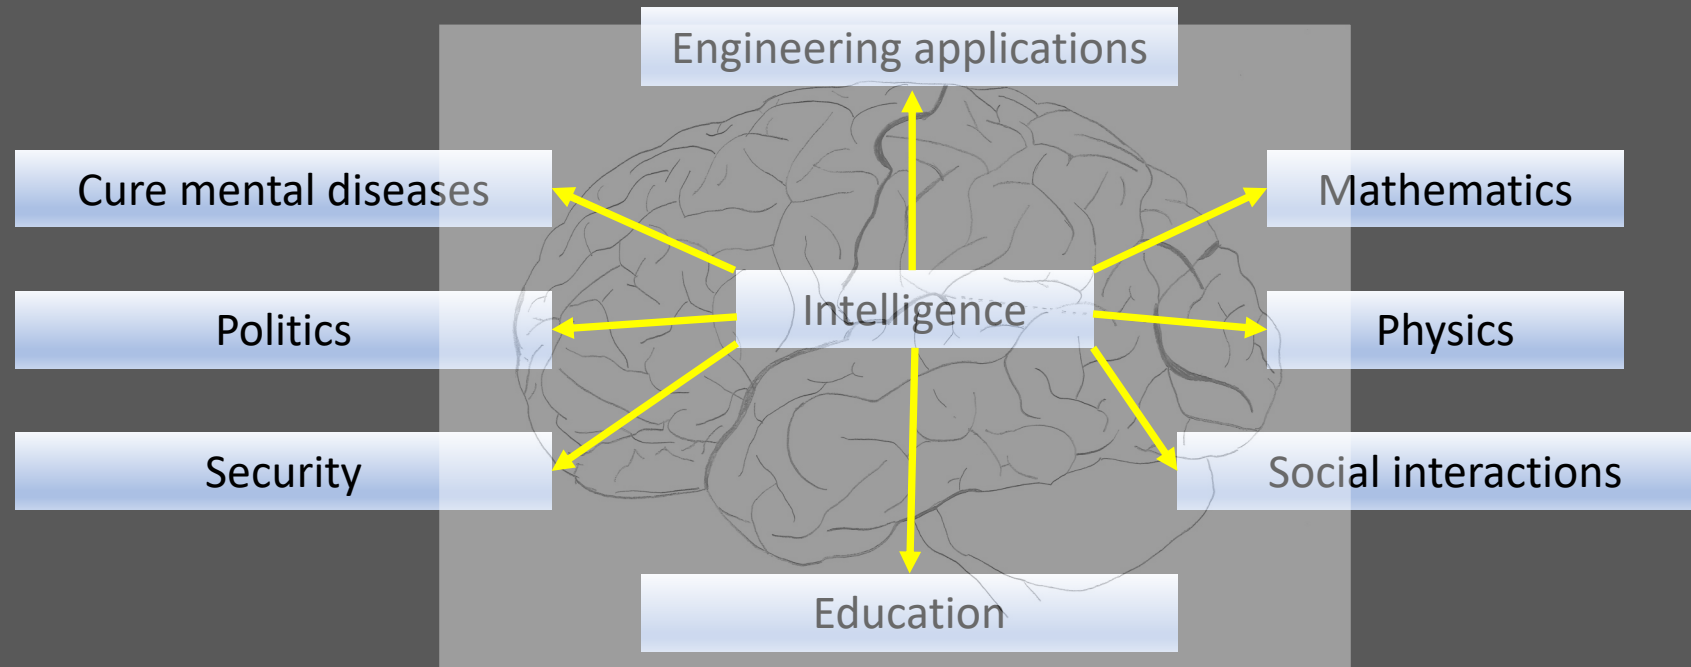 Engineering applications
Cure mental diseases
Mathematics
Intelligence
Politics
Physics
Security
Social interactions
Education